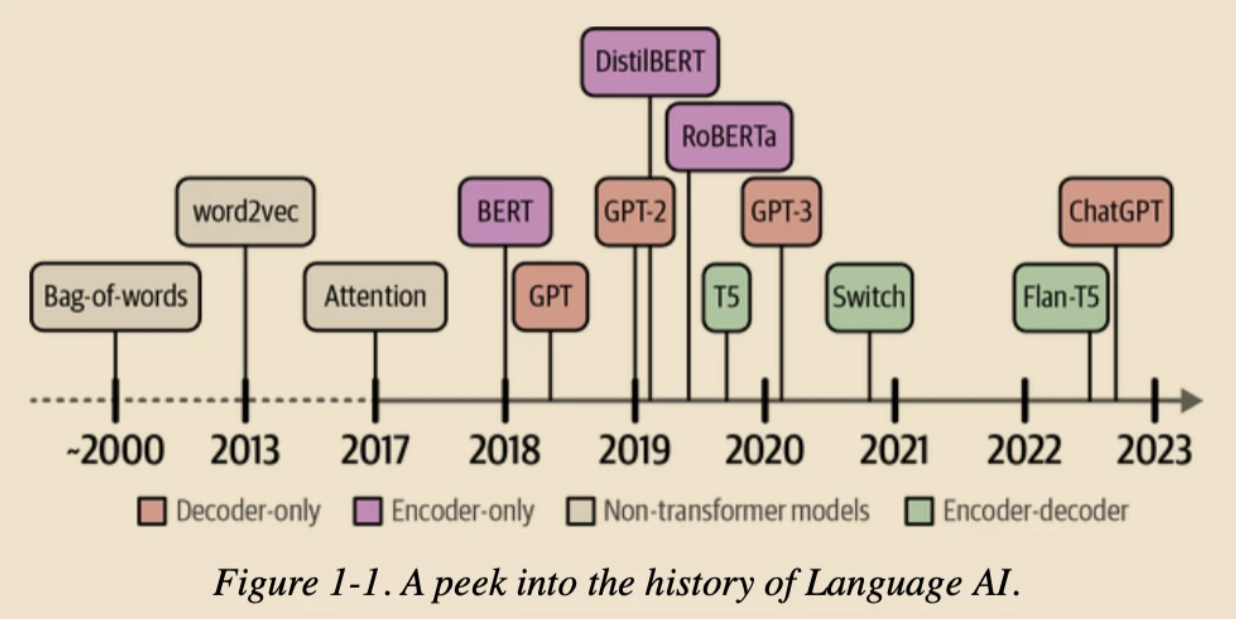 DistilBERT
RoBERTa
word2vec BERT GPT-2 GPT-3 ChatGPT
Bag-of-words Attention GPT T5 Switch Flan-T5
~2000 2013 2017 2018 2019 2020 2021 2022 2023
Decoder-only Encoder-only Non-transformer models Encoder-decoder
Figure 1-1. A peek into the history of Language AI.